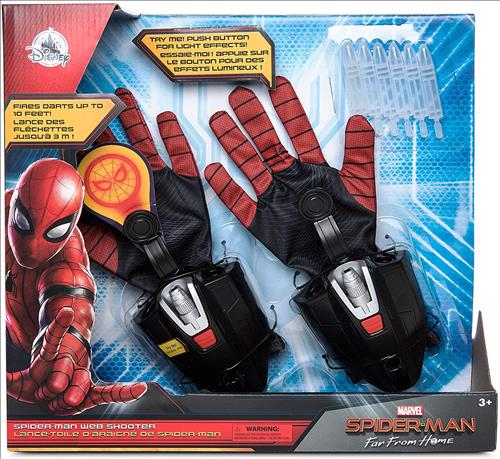 Disney
TRY ME! PUSH BUTTON
FOR LIGHT EFFECTS!
ESSAIE-MOI! APPUIE SUR
LE BOUTON POUR DES
EFFETS LUMINEUX!
FIRES DARTS UP TO
10 FEET!
LANCE DES
FLÉCHETTES
JUSQU'À 3 m!
SPIDER-MAN WEB SHOOTER
LANCE-TOILE D'ARAIGNÉE DE SPIDER-MAN
WARNING:
3+
MARVEL
SPIDER-MAN
Far From Home